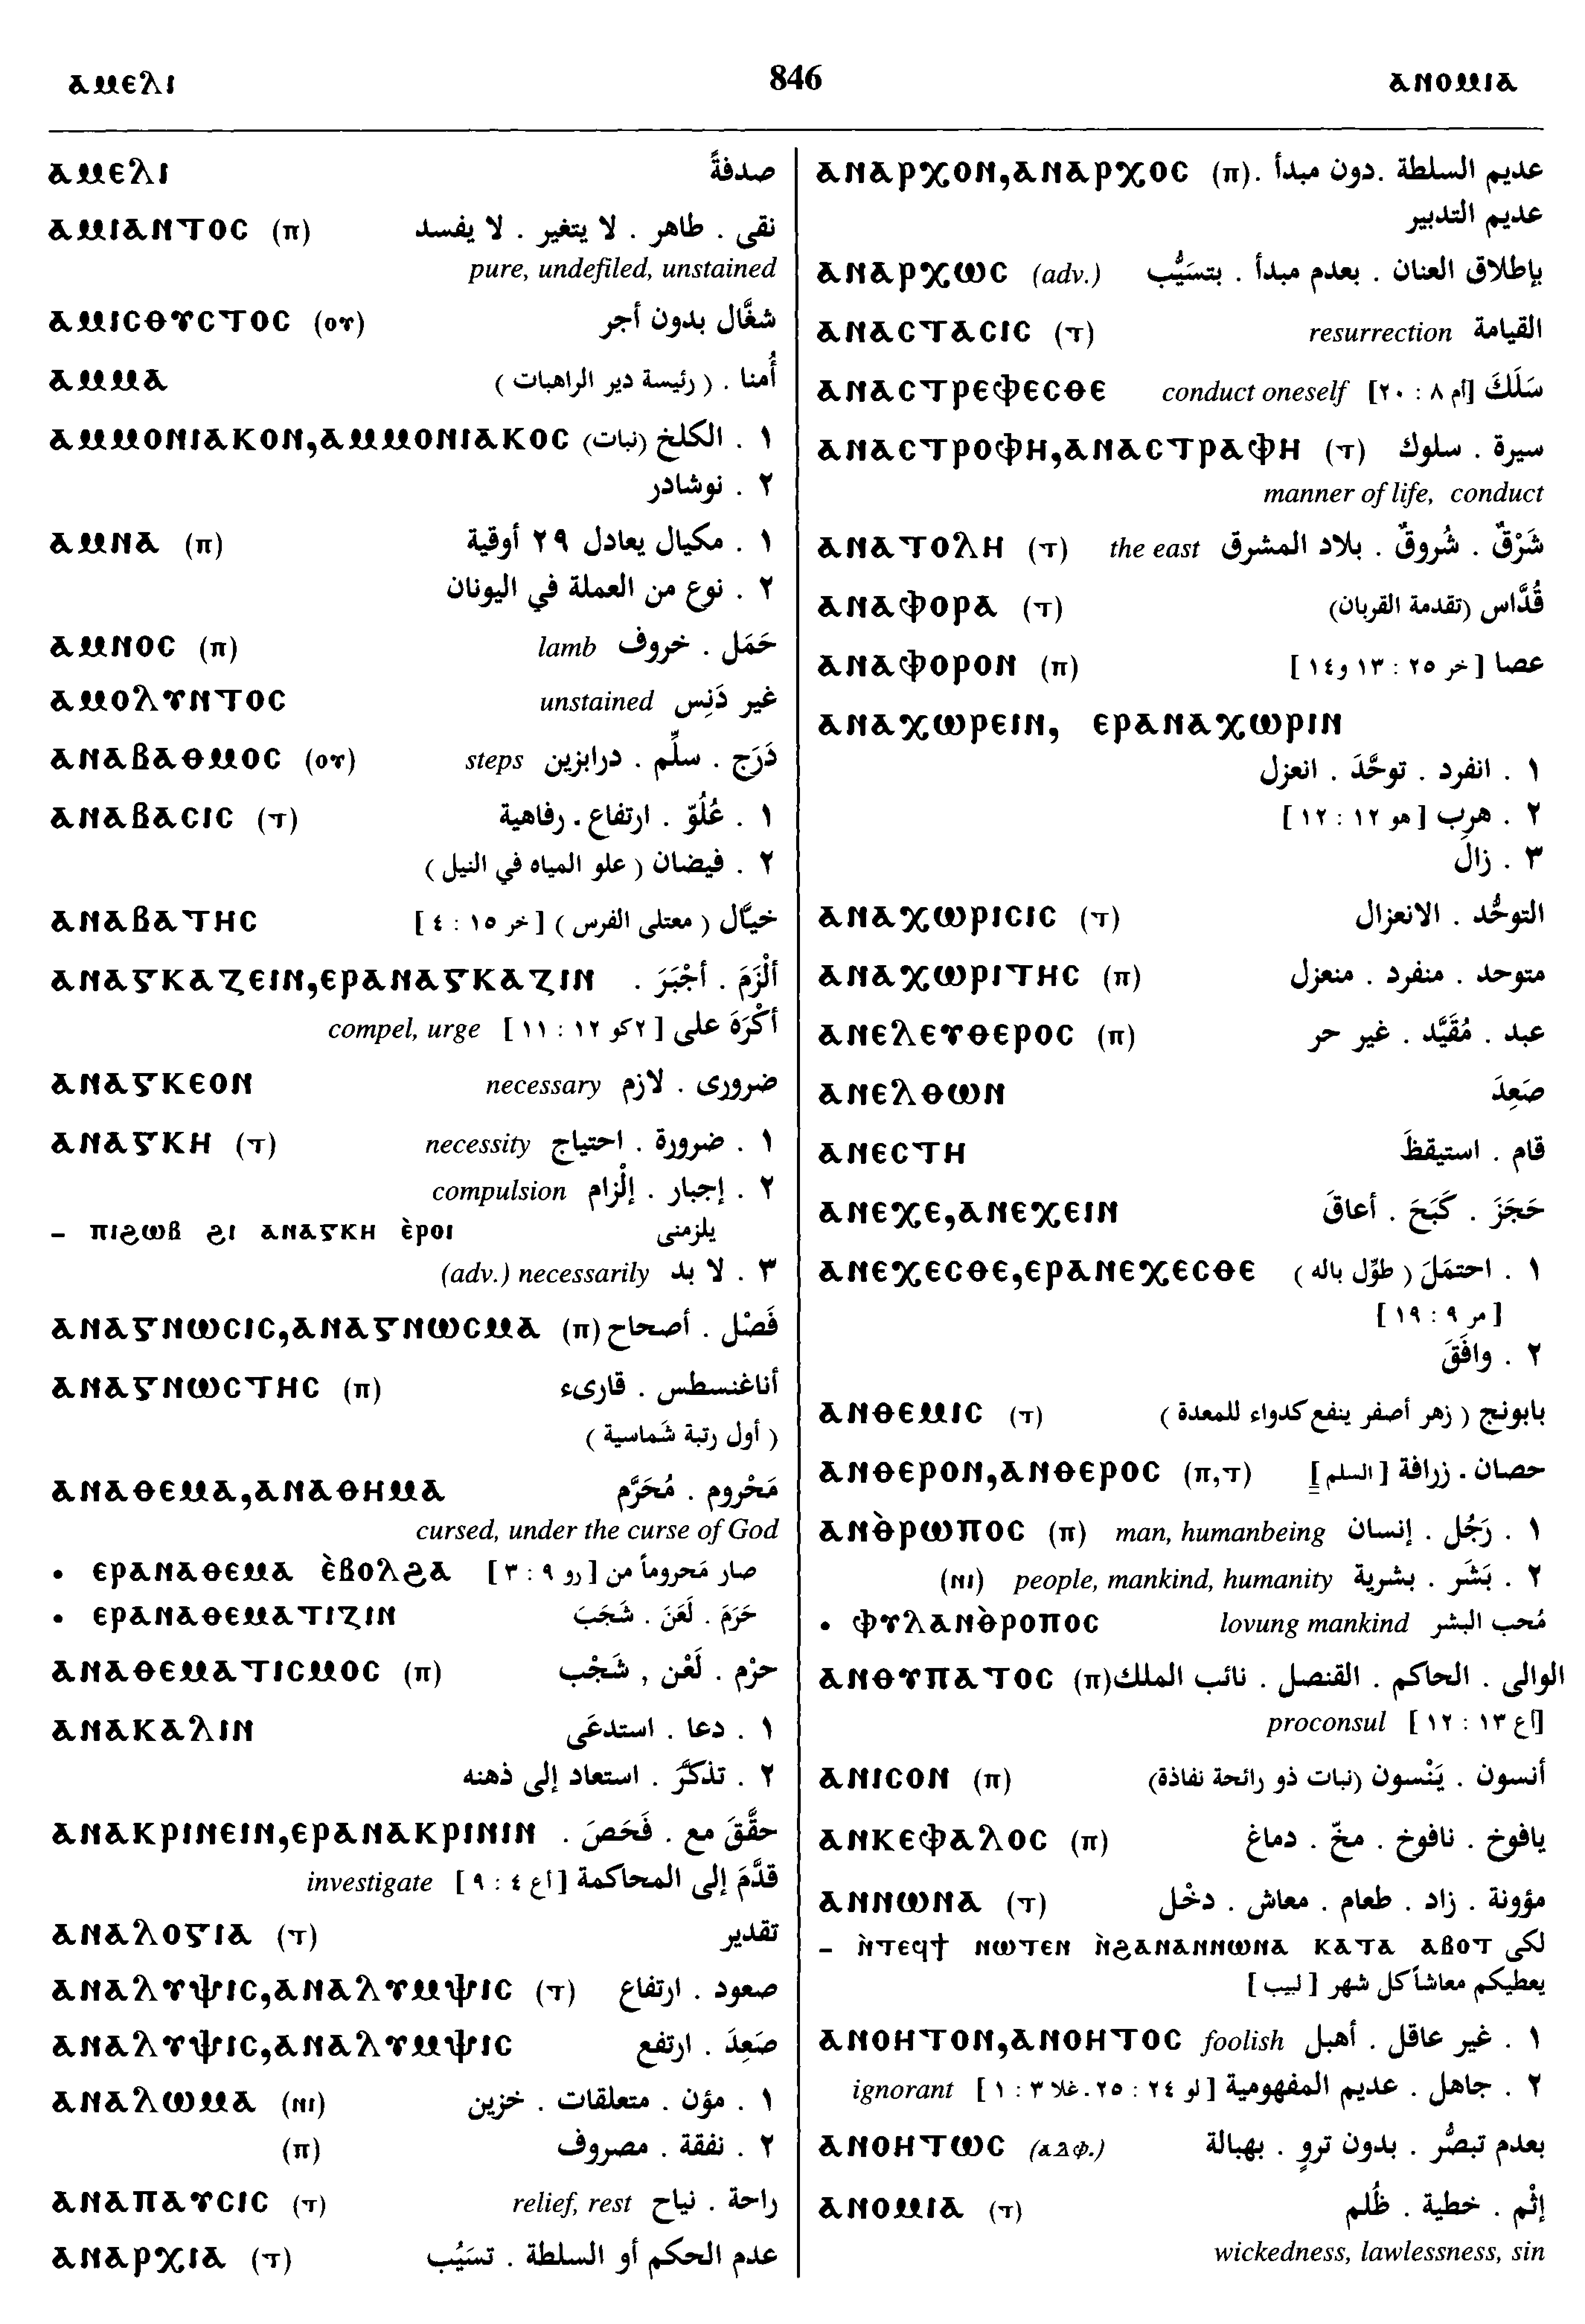 ⲁⲙⲉⲗⲓ 846 ⲁⲛⲟⲙⲓⲁ
ⲁⲙⲉⲗⲓ صدفةً
ⲁⲙⲓⲁⲛⲧⲟⲥ (ⲡ) نقى . طاهر . لا يتغير . لا يفسد
pure, undefiled, unstained
ⲁⲙⲓⲥⲑⲩⲥⲧⲟⲥ (ⲟⲩ) شغَّال بدون أجر
ⲁⲙⲙⲁ أُمنا . ( رئيسة دير الراهبات )
ⲁⲙⲙⲟⲛⲓⲁⲕⲟⲛ,ⲁⲙⲙⲟⲛⲓⲁⲕⲟⲥ ١ . الكلخ (نبات)
٢ . نوشادر
ⲁⲙⲛⲁ (ⲡ) ١ . مكيال يعادل ٢٩ أوقية
٢ . نوع من العملة في اليونان
ⲁⲙⲛⲟⲥ (ⲡ) حَمَل . خروف lamb
ⲁⲙⲟⲗⲩⲛⲧⲟⲥ غير دَنِس unstained
ⲁⲛⲁⲃⲁⲑⲙⲟⲥ (ⲟⲩ) دَرَج . سلِّم . درابزين steps
ⲁⲛⲁⲃⲁⲥⲓⲥ (ⲧ) ١ . عُلُوّ . ارتفاع . رفاهية
٢ . فيضان ( علو المياه في النيل )
ⲁⲛⲁⲃⲁⲧⲏⲥ خيَّال ( معتلى الفرس ) [ خر ١٥ : ٤ ]
ⲁⲛⲁⲅⲕⲁⲍⲉⲓⲛ,ⲉⲣⲁⲛⲁⲅⲕⲁⲍⲓⲛ ألْزَمَ . أجْبَرَ .
أكْرَهَ على [ ٢كو ١٢ : ١١ ] compel, urge
ⲁⲛⲁⲅⲕⲉⲟⲛ ضرورى . لازم necessary
ⲁⲛⲁⲅⲕⲏ (ⲧ) ١ . ضرورة . احتياج necessity
٢ . إجبار . إلْزام compulsion
– ⲡⲓϩⲱⲃ ϩⲓ ⲁⲛⲁⲅⲕⲏ ⲉ̀ⲣⲟⲓ يلزمنى
٣ . لا بد (adv.) necessarily
ⲁⲛⲁⲅⲛⲱⲥⲓⲥ,ⲁⲛⲁⲅⲛⲱⲥⲙⲁ (ⲡ) فَصْل . أصحاح
ⲁⲛⲁⲅⲛⲱⲥⲧⲏⲥ (ⲡ) أناغنسطس . قارىء
( أول رتبة شماسية )
ⲁⲛⲁⲑⲉⲙⲁ,ⲁⲛⲁⲑⲏⲙⲁ مَحْروم . مُحَرَّم
cursed, under the curse of God
• ⲉⲣⲁⲛⲁⲑⲉⲙⲁ ⲉ̀ⲃⲟⲗϩⲁ صار مَحروماً من [ رو ٩ : ٣ ]
• ⲉⲣⲁⲛⲁⲑⲉⲙⲁⲧⲓⲍⲓⲛ حَرَمَ . لَعَنَ . شَجَبَ
ⲁⲛⲁⲑⲉⲙⲁⲧⲓⲥⲙⲟⲥ (ⲡ) حرْم . لَعْن , شَجْب
ⲁⲛⲁⲕⲁⲗⲓⲛ ١ . دعا . استدعَى
٢ . تذكَّرَ . استعاد إلى ذهنه
ⲁⲛⲁⲕⲣⲓⲛⲉⲓⲛ,ⲉⲣⲁⲛⲁⲕⲣⲓⲛⲓⲛ حقَّقَ مع . فَحَصَ .
قدَّمَ إلى المحاكمة [ أع ٤ : ٩ ] investigate
ⲁⲛⲁⲗⲟⲅⲓⲁ (ⲧ) تقدير
ⲁⲛⲁⲗⲩⲯⲓⲥ,ⲁⲛⲁⲗⲩⲙⲯⲓⲥ (ⲧ) صعود . ارتفاع
ⲁⲛⲁⲗⲩⲯⲓⲥ,ⲁⲛⲁⲗⲩⲙⲯⲓⲥ صَعِدَ . ارتفع
ⲁⲛⲁⲗⲱⲙⲁ (ⲛⲓ) ١ . مؤن . متعلقات . خزين
(ⲡ) ٢ . نفقة . مصروف
ⲁⲛⲁⲡⲁⲩⲥⲓⲥ (ⲧ) راحة . نياح relief, rest
ⲁⲛⲁⲣⲭⲓⲁ (ⲧ) عدم الحكم أو السلطة . تسَيُّب
ⲁⲛⲁⲣⲭⲟⲛ,ⲁⲛⲁⲣⲭⲟⲥ (ⲡ) عديم السلطة .دون مبدأ .
عديم التدبير
ⲁⲛⲁⲣⲭⲱⲥ (adv.) بإطلاق العنان . بعدم مبدأ . بتسَيُّب
ⲁⲛⲁⲥⲧⲁⲥⲓⲥ (ⲧ) القيامة resurrection
ⲁⲛⲁⲥⲧⲣⲉⲫⲉⲥⲑⲉ سَلَكَ [أم ٨ : ٢٠] conduct oneself
ⲁⲛⲁⲥⲧⲣⲟⲫⲏ,ⲁⲛⲁⲥⲧⲣⲁⲫⲏ (ⲧ) سيرة . سلوك
manner of life, conduct
ⲁⲛⲁⲧⲟⲗⲏ (ⲧ) شَرْقٌ . شُروقٌ . بلاد المشرق the east
ⲁⲛⲁⲫⲟⲣⲁ (ⲧ) قُدَّاس (تقدمة القربان)
ⲁⲛⲁⲫⲟⲣⲟⲛ (ⲡ) عصا [ خر ٢٥ : ١٣ و١٤ ]
ⲁⲛⲁⲭⲱⲣⲉⲓⲛ, ⲉⲣⲁⲛⲁⲭⲱⲣⲓⲛ
١ . انفرد . توحَّدَ . انعزل
٢ . هرِب [ هو ١٢ : ١٢ ]
٣ . زالَ
ⲁⲛⲁⲭⲱⲣⲓⲥⲓⲥ (ⲧ) التوحُّد . الانعزال
ⲁⲛⲁⲭⲱⲣⲓⲧⲏⲥ (ⲡ) متوحد . منفرد . منعزل
ⲁⲛⲉⲗⲉⲩⲑⲉⲣⲟⲥ (ⲡ) عبد . مُقَيَّد . غير حر
ⲁⲛⲉⲗⲑⲱⲛ صَعِدَ
ⲁⲛⲉⲥⲧⲏ قام . استيقظَ
ⲁⲛⲉⲭⲉ,ⲁⲛⲉⲭⲉⲓⲛ حَجَزَ . كَبَحَ . أعاقَ
ⲁⲛⲉⲭⲉⲥⲑⲉ,ⲉⲣⲁⲛⲉⲭⲉⲥⲑⲉ ١ . احتمَلَ ( طوِّل باله )
[ مر ٩ : ١٩ ]
٢ . وافَقَ
ⲁⲛⲑⲉⲙⲓⲥ (ⲧ) بابونج ( زهر أصفر ينفع كدواء للمعدة )
ⲁⲛⲑⲉⲣⲟⲛ,ⲁⲛⲑⲉⲣⲟⲥ (ⲡ,ⲧ) حصان . زرافة [ السلم ]
ⲁⲛⲑ̀ⲣⲱⲡⲟⲥ (ⲡ) ١ . رَجُل . إنسان man, humanbeing
٢ . بَشَر . بشرية people, mankind, humanity (ⲛⲓ)
• ⲫⲩⲗⲁⲛⲑ̀ⲣⲟⲡⲟⲥ مُحب البشر lovung mankind
ⲁⲛⲑⲩⲡⲁⲧⲟⲥ (ⲡ) الوالى . الحاكم . القنصل . نائب الملك
[أع ١٣ : ١٢ ] proconsul
ⲁⲛⲓⲥⲟⲛ (ⲡ) أنسون . يَنْسون (نبات ذو رائحة نفاذة)
ⲁⲛⲕⲉⲫⲁⲗⲟⲥ (ⲡ) يافوخ . نافوخ . مخّ . دماغ
ⲁⲛⲛⲱⲛⲁ (ⲧ) مؤونة . زاد . طعام . معاش . دخْل
– ⲛ̀ⲧⲉϥϯ ⲛⲱⲧⲉⲛ ⲛ̀ϩⲁⲛⲁⲛⲛⲱⲛⲁ ⲕⲁⲧⲁ ⲁⲃⲟⲧ لكى
يعطيكم معاشاً كل شهر [ لبيب ]
ⲁⲛⲟⲏⲧⲟⲛ,ⲁⲛⲟⲏⲧⲟⲥ ١ . غير عاقل . أهبل foolish
٢ . جاهل . عديم المفهومية [ لو ٢٤ : ٢٥ . غلا ٣ : ١ ] ignorant
ⲁⲛⲟⲏⲧⲱⲥ (ⲁⲇⲫ.) بعدم تبصُّر . بدون تروٍ . بهبالة
ⲁⲛⲟⲙⲓⲁ (ⲧ) إثْم . خطية . ظُلم
wickedness, lawlessness, sin